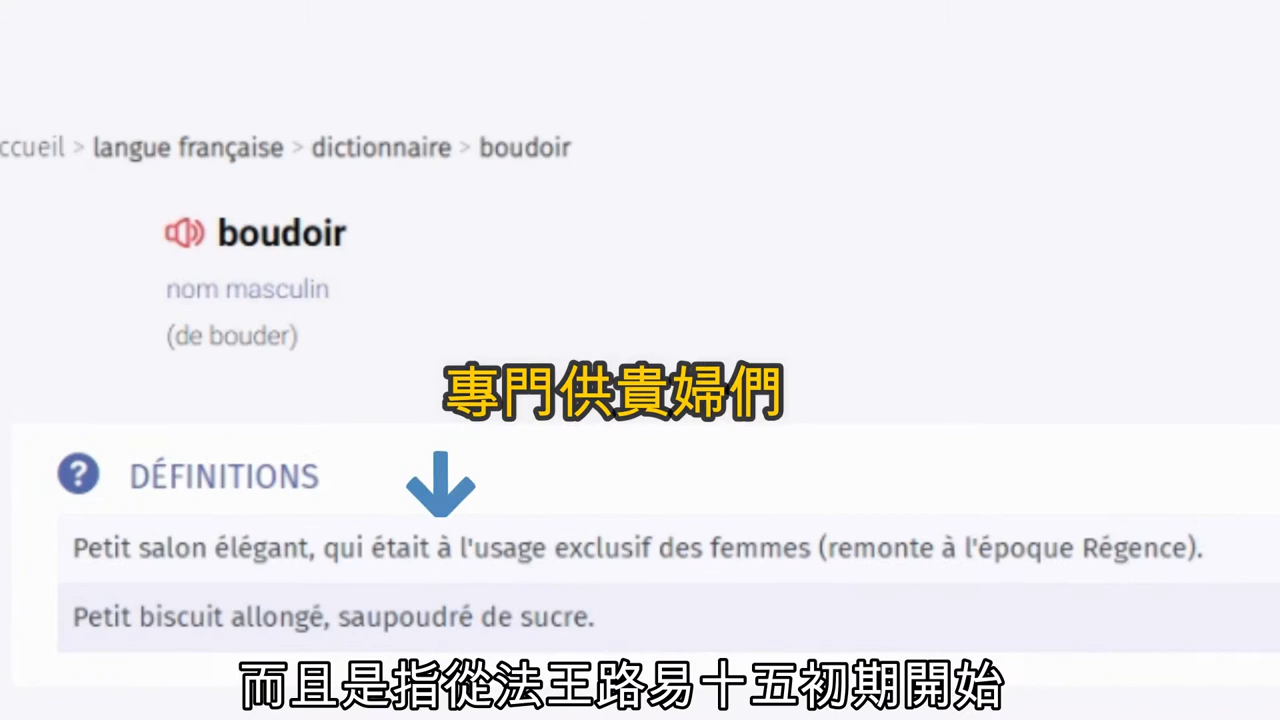 ccueil > langue française > dictionnaire > boudoir
boudoir
nom masculin
(de bouder)
專門供貴婦們
? DÉFINITIONS
Petit salon élégant, qui était à l'usage exclusif des femmes (remonte à l'époque Régence).
Petit biscuit allongé, saupoudré de sucre.
而且是指從法王路易十五初期開始